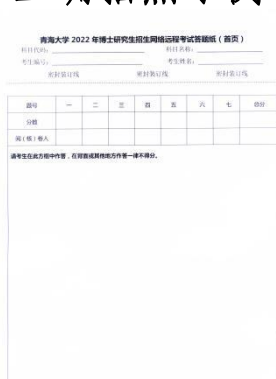 青海大学 2022 年博士研究生招生网络远程考试答题纸（首页）
科目代码： 科目名称：
考生编号： 考生姓名：
密封装订线 密封装订线 密封装订线
题号 一 二 三 四 五 六 七 总分
分数
阅（核）卷人
请考生在此方框中作答，在背面或其他地方作答一律不得分。